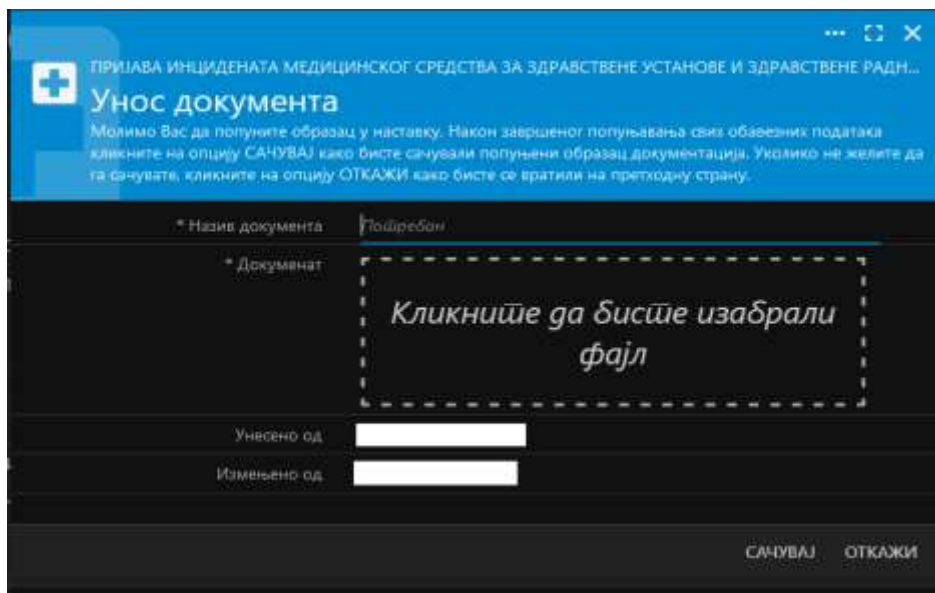 ПРИЈАВА ИНЦИДЕНАТА МЕДИЦИНСКОГ СРЕДСТВА ЗА ЗДРАВСТВЕНЕ УСТАНОВЕ И ЗДРАВСТВЕНЕ РАДН...
Унос документа
Молимо Вас да попуните образац у наставку. Након завршеног попуњавања свих обавезних података
кликните на опцију САЧУВАЈ како бисте сачували попуњени образац документација. Уколико не желите да
га сачувате, кликните на опцију ОТКАЖИ како бисте се вратили на претходну страну.
* Назив документа Потребан
* Документ
Кликните да бисте изабрали
фајл
Унесено од
Измењено од
САЧУВАЈ ОТКАЖИ